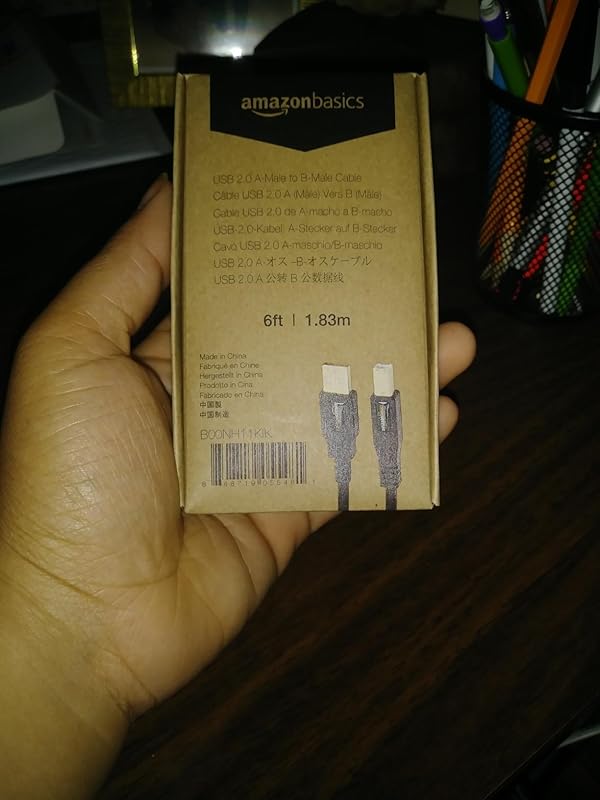 amazonbasics
USB 2.0 A-Male to B-Male Cable
Câble USB 2.0 A (Mâle) Vers B (Mâle)
Cable USB 2.0 de A-macho a B-macho
USB-2.0-Kabel: A-Stecker auf B-Stecker
Cavo USB 2.0 A-maschio/B-maschio
USB 2.0 A-オス -B-オスケーブル
USB 2.0 A 公转 B 公数据线
6ft | 1.83m
Made in China
Fabriqué en Chine
Hergestellt in China
Prodotto in Cina
Fabricado en China
中国製
中国制造
B00NH11KIK